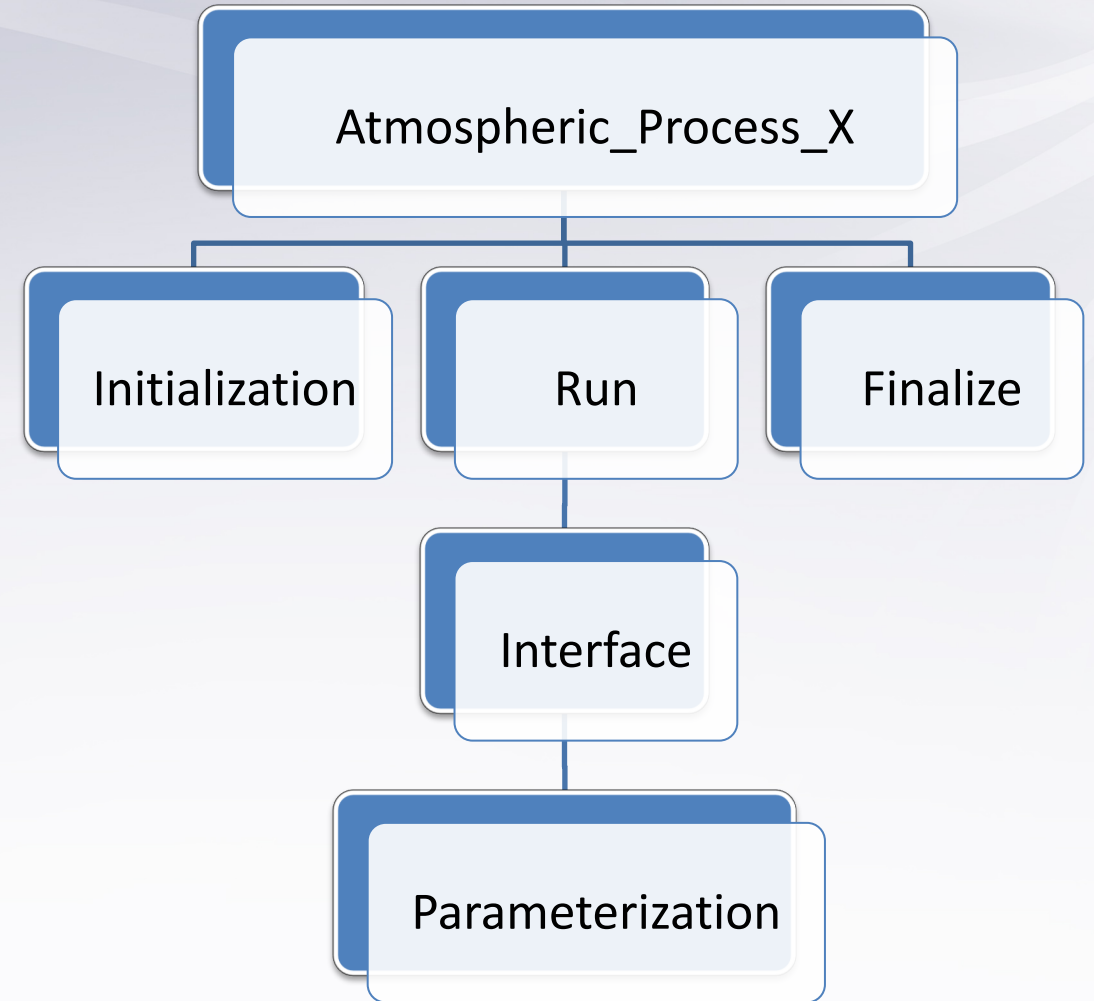 Atmospheric_Process_X
Initialization
Run
Finalize
Interface
Parameterization